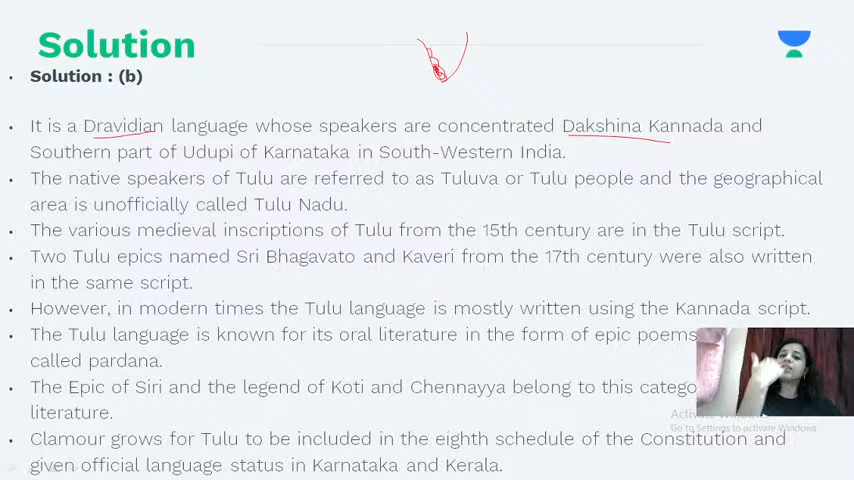 Solution
• Solution : (b)
• It is a Dravidian language whose speakers are concentrated Dakshina Kannada and
Southern part of Udupi of Karnataka in South-Western India.
• The native speakers of Tulu are referred to as Tuluva or Tulu people and the geographical
area is unofficially called Tulu Nadu.
• The various medieval inscriptions of Tulu from the 15th century are in the Tulu script.
• Two Tulu epics named Sri Bhagavato and Kaveri from the 17th century were also written
in the same script.
• However, in modern times the Tulu language is mostly written using the Kannada script.
• The Tulu language is known for its oral literature in the form of epic poems
called pardana.
• The Epic of Siri and the legend of Koti and Chennayya belong to this catego
literature.
Go to Settings to activate Windows.
• Clamour grows for Tulu to be included in the eighth schedule of the Constitution and
given official language status in Karnataka and Kerala.